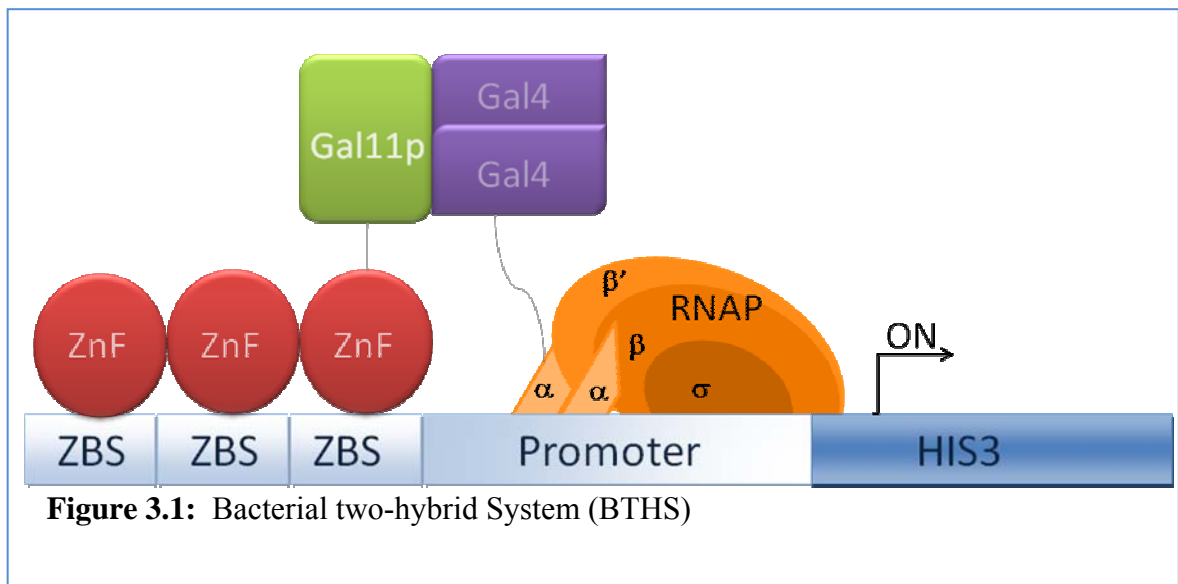 Gal11p
Gal4
Gal4
ZnF ZnF ZnF
β'
RNAP
β
α α σ
ON
ZBS ZBS ZBS Promoter HIS3
Figure 3.1: Bacterial two-hybrid System (BTHS)